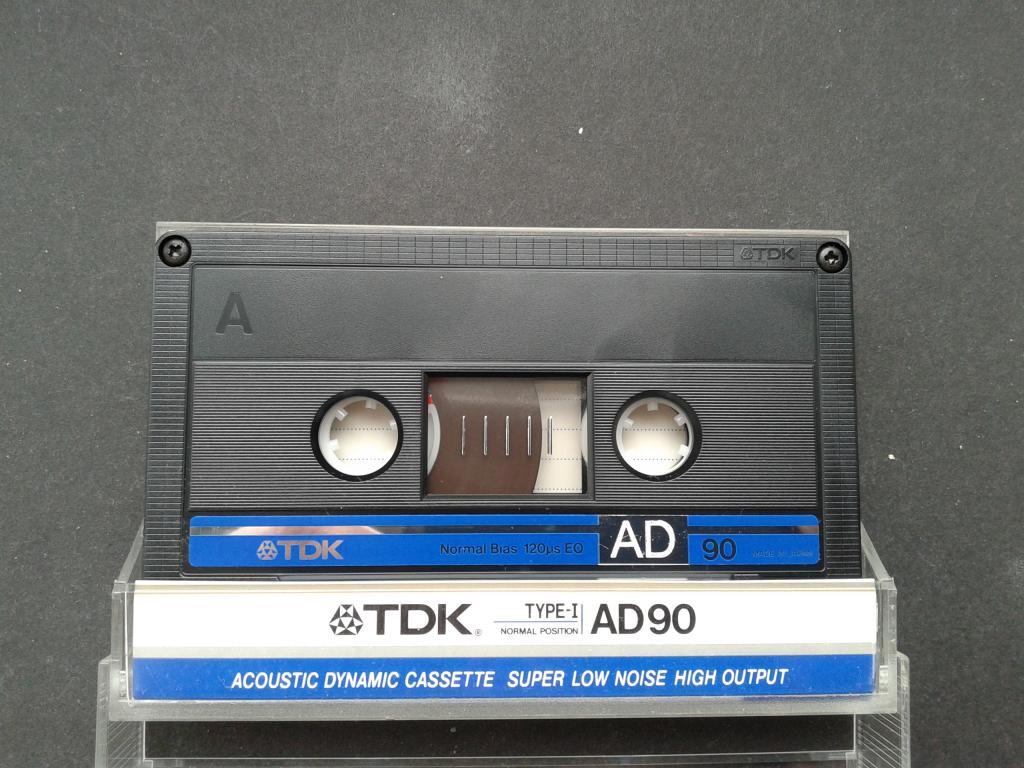 TDK
A
TDK Normal Bias 120µs EQ AD 90
TDK® TYPE-I AD90
NORMAL POSITION
ACOUSTIC DYNAMIC CASSETTE SUPER LOW NOISE HIGH OUTPUT